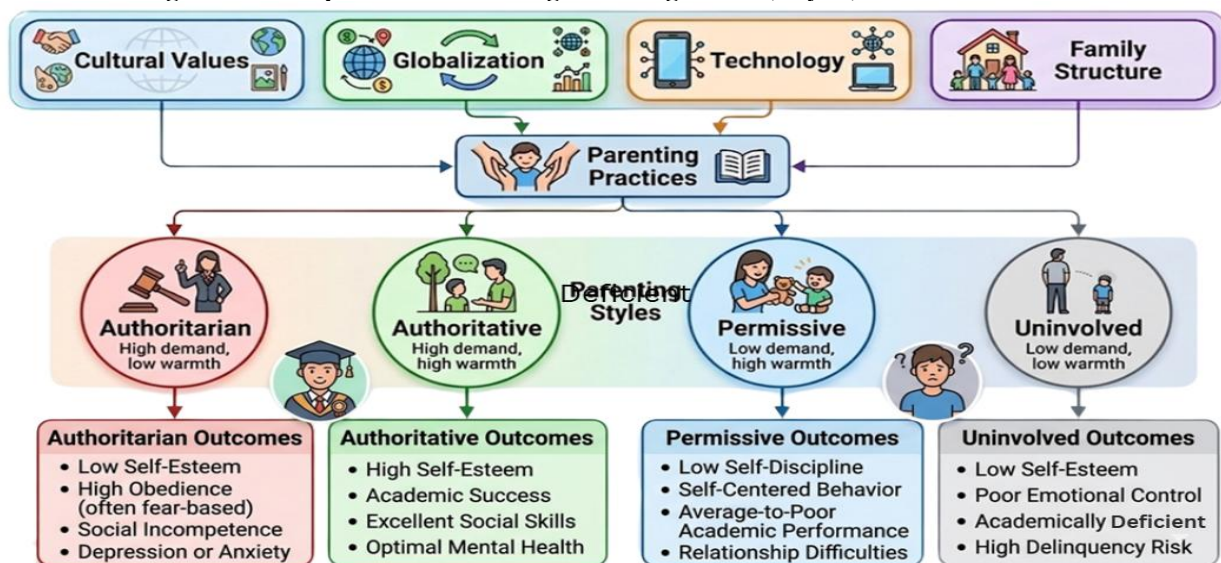 Cultural Values
Globalization
Technology
Family
Structure
Parenting
Practices
Parenting
Deficient
Styles
Authoritarian
High demand,
low warmth
Authoritative
High demand,
high warmth
Permissive
Low demand,
high warmth
Uninvolved
Low demand,
low warmth
Authoritarian Outcomes
• Low Self-Esteem
• High Obedience
(often fear-based)
• Social Incompetence
• Depression or Anxiety
Authoritative Outcomes
• High Self-Esteem
• Academic Success
• Excellent Social Skills
• Optimal Mental Health
Permissive Outcomes
• Low Self-Discipline
• Self-Centered Behavior
• Average-to-Poor
Academic Performance
• Relationship Difficulties
Uninvolved Outcomes
• Low Self-Esteem
• Poor Emotional Control
• Academically Deficient
• High Delinquency Risk